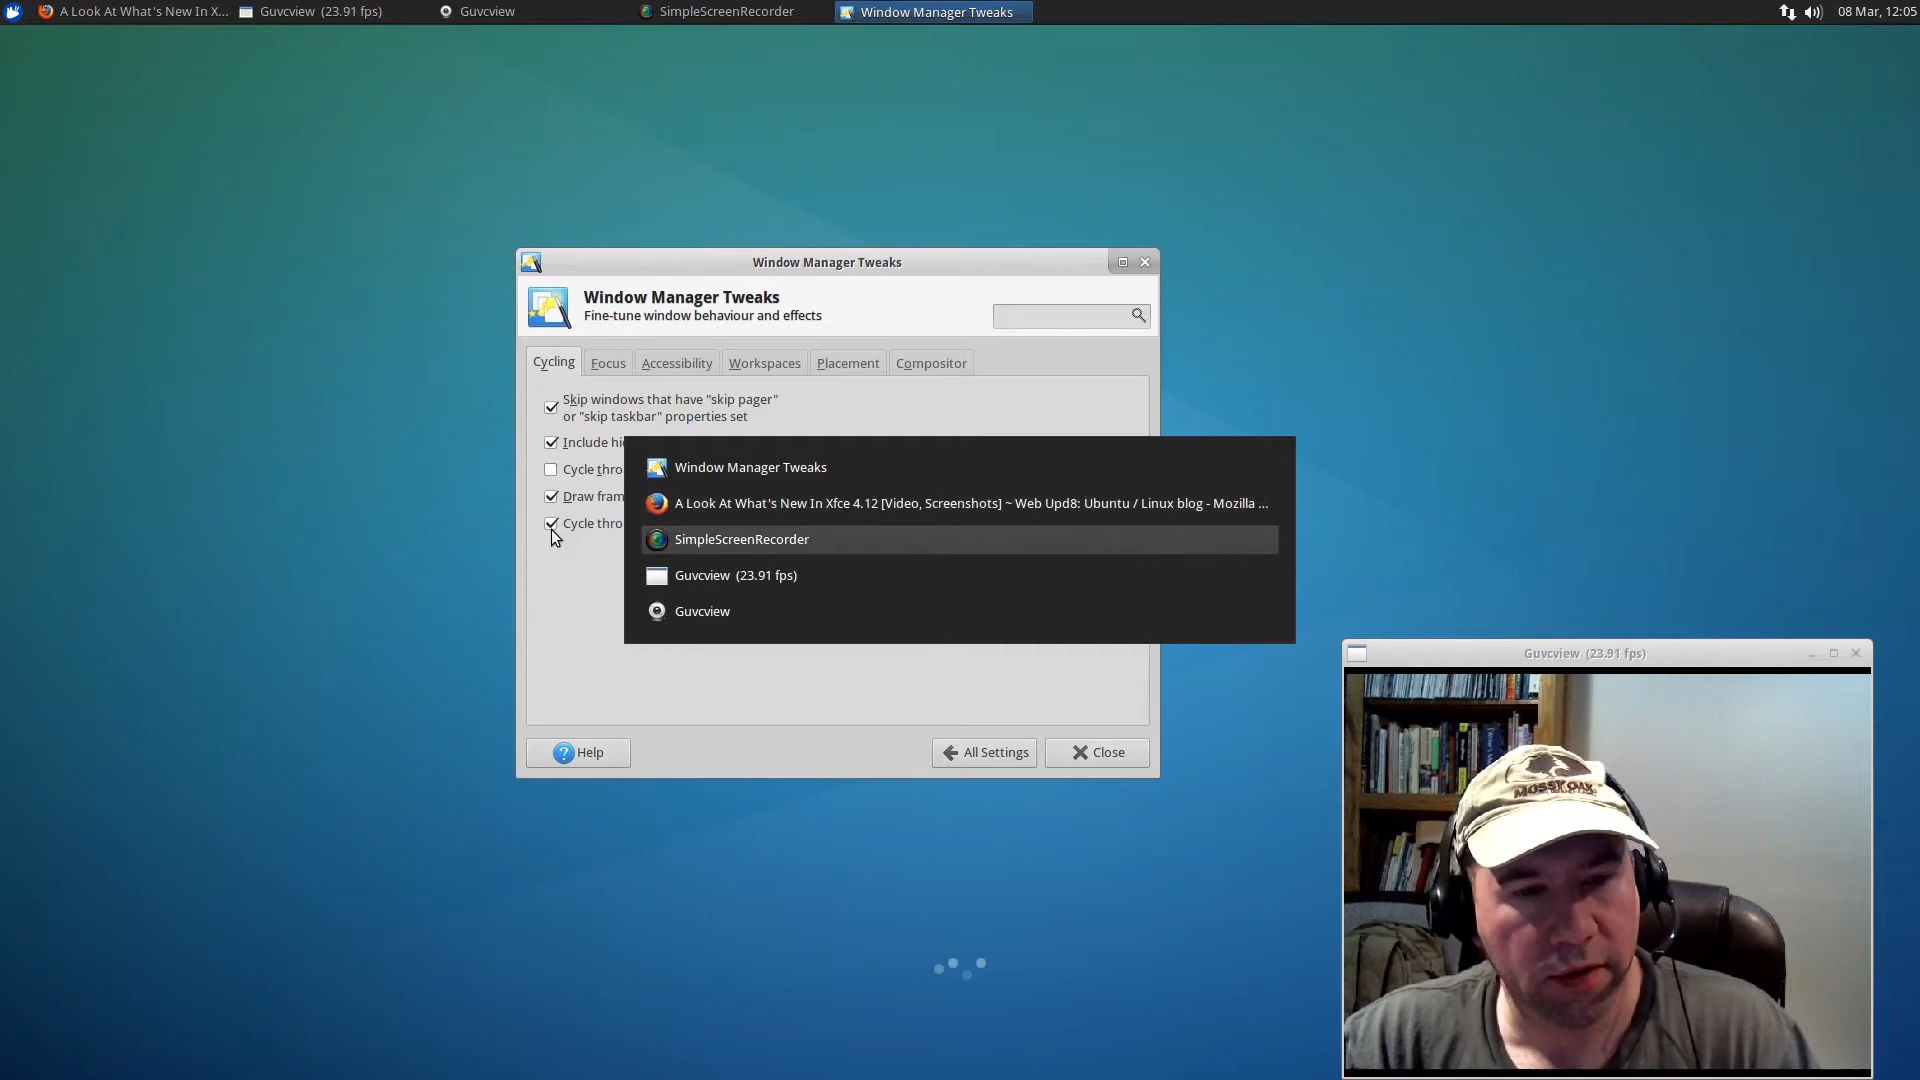 A Look At What's New In X...
Guvcview (23.91 fps)
Guvcview
SimpleScreenRecorder
Window Manager Tweaks
08 Mar, 12:05
Window Manager Tweaks
Window Manager Tweaks
Fine-tune window behaviour and effects
Cycling
Focus
Accessibility
Workspaces
Placement
Compositor
Skip windows that have "skip pager"
or "skip taskbar" properties set
Include hi
Cycle thro
Draw fram
Cycle thro
Window Manager Tweaks
A Look At What's New In Xfce 4.12 [Video, Screenshots] ~ Web Upd8: Ubuntu / Linux blog - Mozilla ...
SimpleScreenRecorder
Guvcview (23.91 fps)
Guvcview
Help
All Settings
Close
Guvcview (23.91 fps)
MOSSY OAK